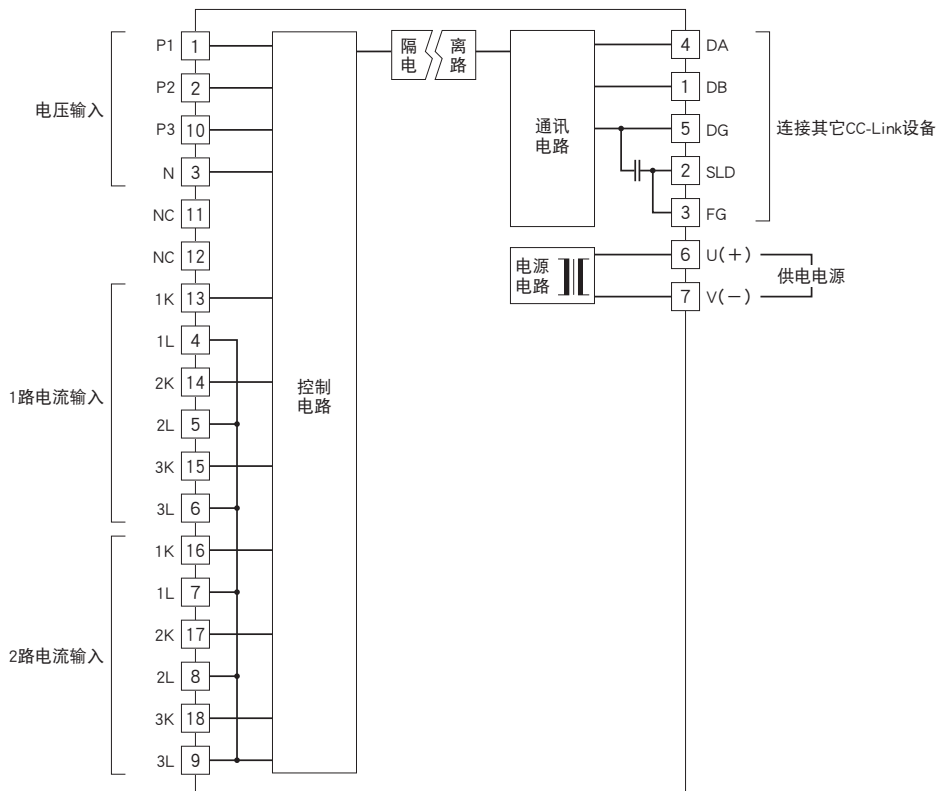 电压输入
P1 1
P2 2
P3 10
N 3
NC 11
NC 12
1路电流输入
1K 13
1L 4
2K 14
2L 5
3K 15
3L 6
2路电流输入
1K 16
1L 7
2K 17
2L 8
3K 18
3L 9
控制
电路
隔 离
电 路
通讯
电路
4 DA
1 DB
5 DG
2 SLD
3 FG
连接其它CC-Link设备
电源
电路
6 U(+)
7 V(-)
供电电源